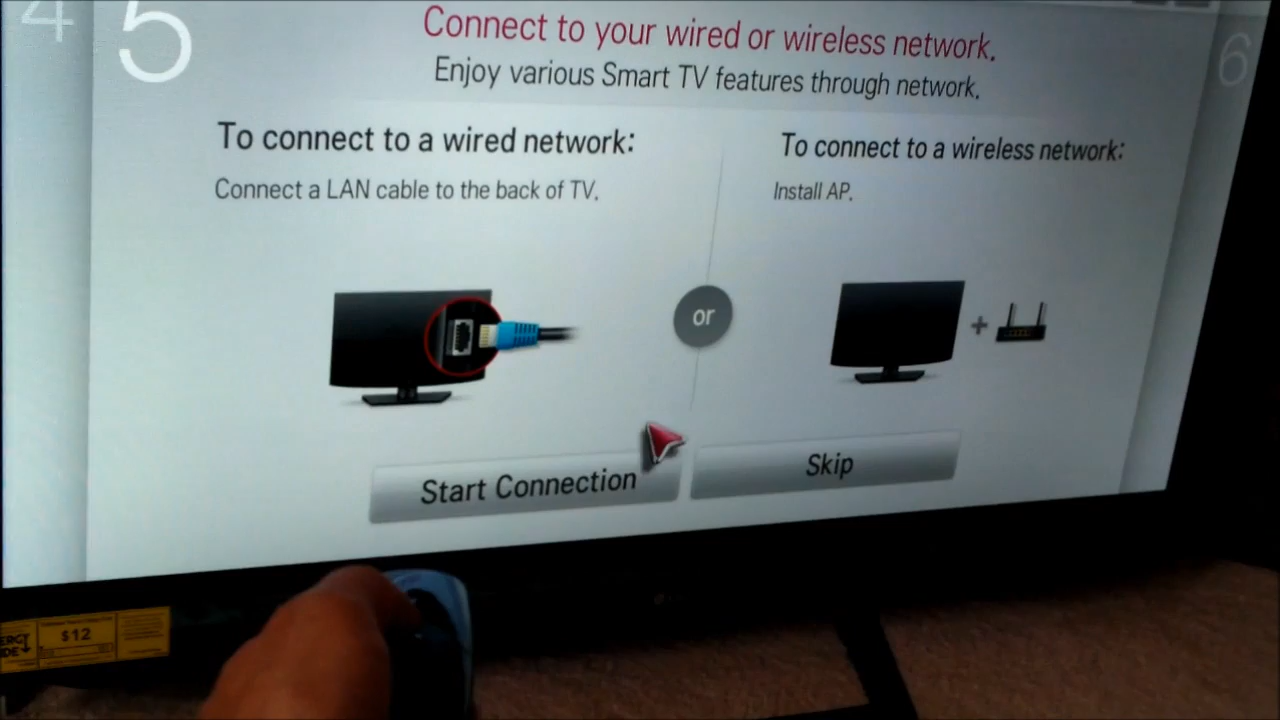 4
5
6
Connect to your wired or wireless network.
Enjoy various Smart TV features through network.
To connect to a wired network:
Connect a LAN cable to the back of TV.
To connect to a wireless network:
Install AP.
or
Start Connection
Skip
$12